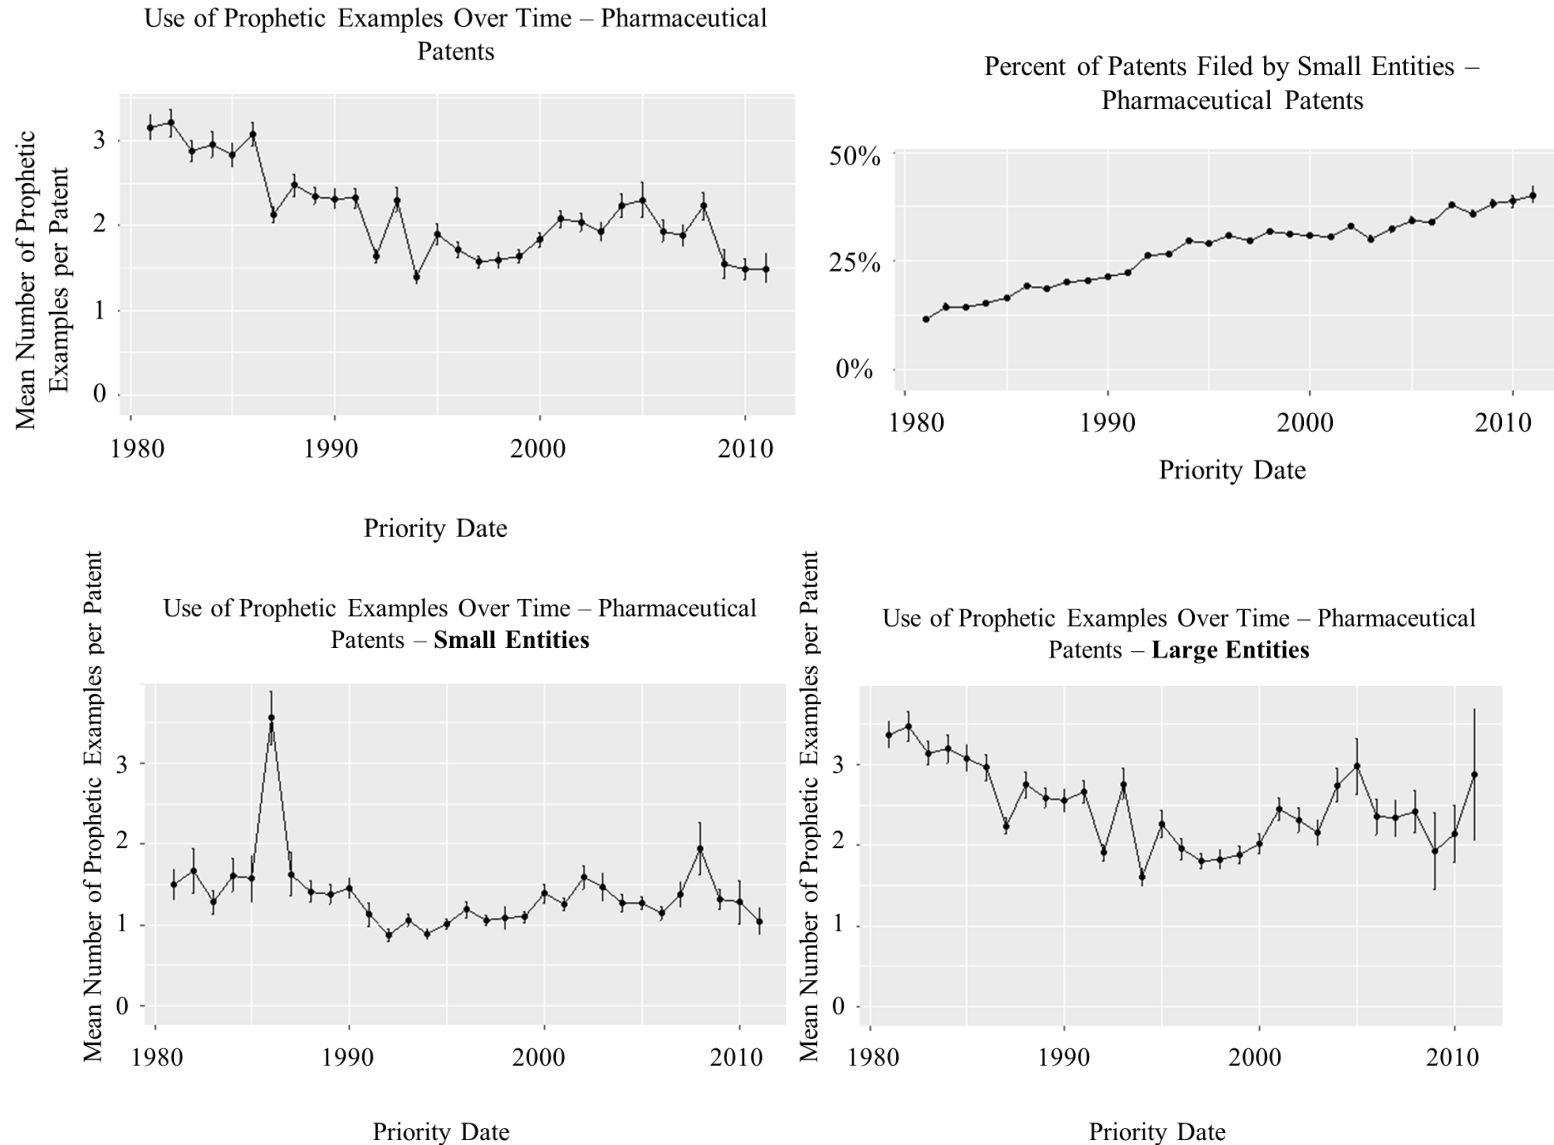 Use of Prophetic Examples Over Time – Pharmaceutical
Patents
Mean Number of Prophetic
Examples per Patent
3
2
1
0
1980
1990
2000
2010
Priority Date
Percent of Patents Filed by Small Entities –
Pharmaceutical Patents
50%
25%
0%
1980
1990
2000
2010
Priority Date
Use of Prophetic Examples Over Time – Pharmaceutical
Patents – Small Entities
Mean Number of Prophetic Examples per Patent
3
2
1
0
1980
1990
2000
2010
Priority Date
Use of Prophetic Examples Over Time – Pharmaceutical
Patents – Large Entities
Mean Number of Prophetic Examples per Patent
3
2
1
0
1980
1990
2000
2010
Priority Date